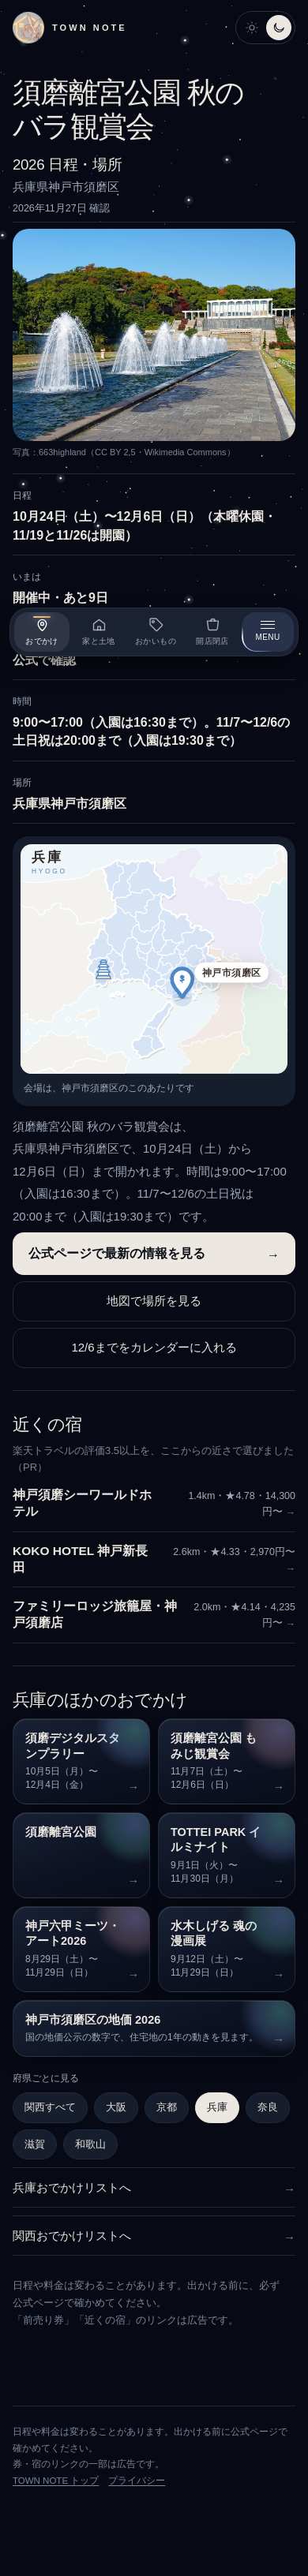 TOWN NOTE
須磨離宮公園 秋の
バラ観賞会
2026 日程・場所
兵庫県神戸市須磨区
2026年11月27日 確認
写真：663highland（CC BY 2.5・Wikimedia Commons）
日程
10月24日（土）〜12月6日（日）（木曜休園・
11/19と11/26は開園）
いまは
開催中・あと9日
おでかけ
家と土地
おかいもの
開店閉店
MENU
公式で確認
時間
9:00〜17:00（入園は16:30まで）。11/7〜12/6の
土日祝は20:00まで（入園は19:30まで）
場所
兵庫県神戸市須磨区
兵庫
HYOGO
神戸市須磨区
会場は、神戸市須磨区のこのあたりです
須磨離宮公園 秋のバラ観賞会は、
兵庫県神戸市須磨区で、10月24日（土）から
12月6日（日）まで開かれます。時間は9:00〜17:00
（入園は16:30まで）。11/7〜12/6の土日祝は
20:00まで（入園は19:30まで）です。
公式ページで最新の情報を見る →
地図で場所を見る
12/6までをカレンダーに入れる
近くの宿
楽天トラベルの評価3.5以上を、ここからの近さで選びました
（PR）
神戸須磨シーワールドホ
テル
1.4km・★4.78・14,300
円〜 →
KOKO HOTEL 神戸新長
田
2.6km・★4.33・2,970円〜
→
ファミリーロッジ旅籠屋・神
戸須磨店
2.0km・★4.14・4,235
円〜 →
兵庫のほかのおでかけ
須磨デジタルスタ
ンプラリー
10月5日（月）〜
12月4日（金）
→
須磨離宮公園 も
みじ観賞会
11月7日（土）〜
12月6日（日）
→
須磨離宮公園
→
TOTTEI PARK イ
ルミナイト
9月1日（火）〜
11月30日（月）
→
神戸六甲ミーツ・
アート2026
8月29日（土）〜
11月29日（日）
→
水木しげる 魂の
漫画展
9月12日（土）〜
11月29日（日）
→
神戸市須磨区の地価 2026
国の地価公示の数字で、住宅地の1年の動きを見ます。 →
府県ごとに見る
関西すべて
大阪
京都
兵庫
奈良
滋賀
和歌山
兵庫おでかけリストへ →
関西おでかけリストへ →
日程や料金は変わることがあります。出かける前に、必ず
公式ページで確かめてください。
「前売り券」「近くの宿」のリンクは広告です。
日程や料金は変わることがあります。出かける前に公式ページで
確かめてください。
券・宿のリンクの一部は広告です。
TOWN NOTE トップ プライバシー